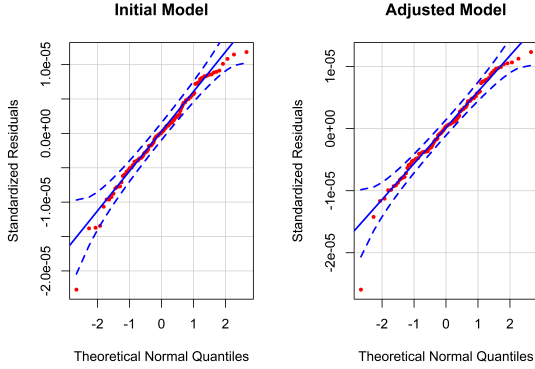 Initial Model
Standardized Residuals
1.0e-05
0.0e+00
-1.0e-05
-2.0e-05
-2 -1 0 1 2
Theoretical Normal Quantiles
Adjusted Model
Standardized Residuals
1e-05
0e+00
-1e-05
-2e-05
-2 -1 0 1 2
Theoretical Normal Quantiles